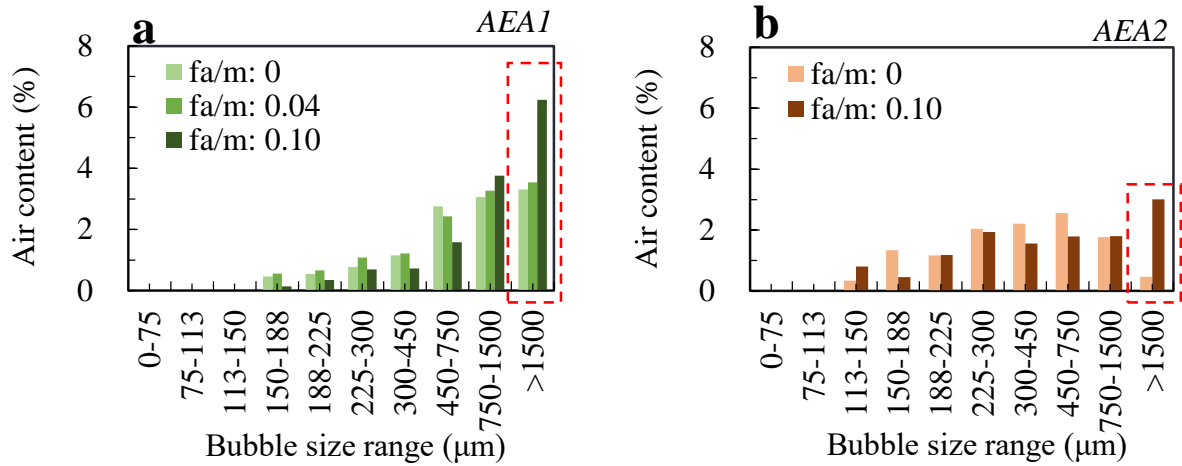 a
AEA1
Air content (%)
8
6
4
2
0
fa/m: 0
fa/m: 0.04
fa/m: 0.10
0-75
75-113
113-150
150-188
188-225
225-300
300-450
450-750
750-1500
>1500
Bubble size range (μm)
b
AEA2
Air content (%)
8
6
4
2
0
fa/m: 0
fa/m: 0.10
0-75
75-113
113-150
150-188
188-225
225-300
300-450
450-750
750-1500
>1500
Bubble size range (μm)